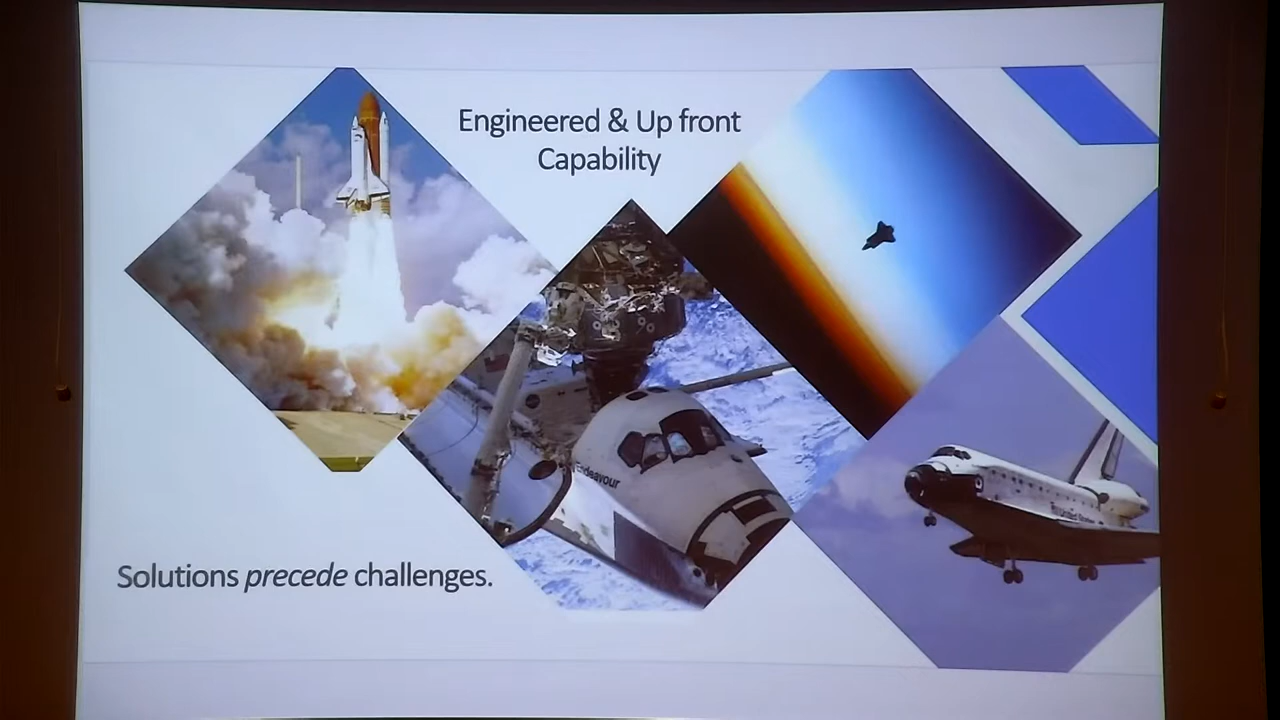 Engineered & Up front
Capability
Endeavour
Solutions precede challenges.